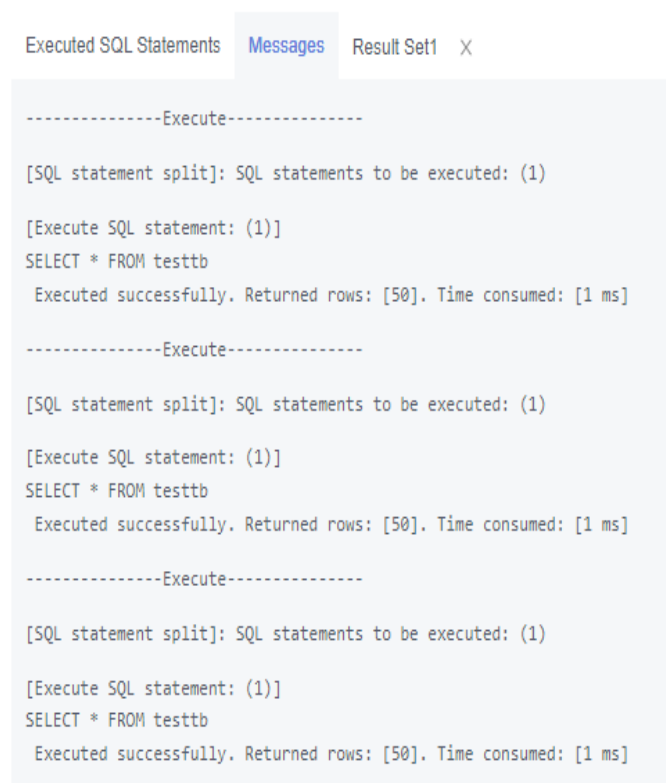 Executed SQL Statements Messages Result Set1 X
---------------Execute---------------
[SQL statement split]: SQL statements to be executed: (1)
[Execute SQL statement: (1)]
SELECT * FROM testtb
Executed successfully. Returned rows: [50]. Time consumed: [1 ms]
---------------Execute---------------
[SQL statement split]: SQL statements to be executed: (1)
[Execute SQL statement: (1)]
SELECT * FROM testtb
Executed successfully. Returned rows: [50]. Time consumed: [1 ms]
---------------Execute---------------
[SQL statement split]: SQL statements to be executed: (1)
[Execute SQL statement: (1)]
SELECT * FROM testtb
Executed successfully. Returned rows: [50]. Time consumed: [1 ms]